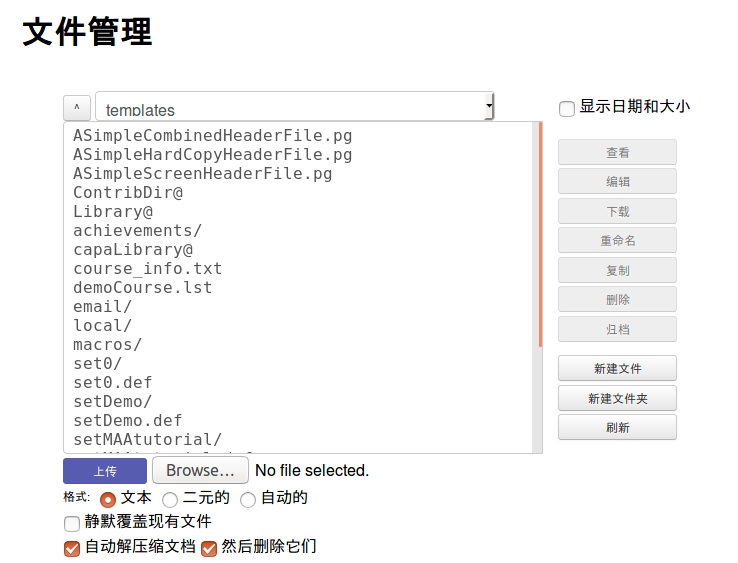 文件管理
^ templates 显示日期和大小
ASimpleCombinedHeaderFile.pg
ASimpleHardCopyHeaderFile.pg
ASimpleScreenHeaderFile.pg
ContribDir@
Library@
achievements/
capaLibrary@
course_info.txt
demoCourse.lst
email/
local/
macros/
set0/
set0.def
setDemo/
setDemo.def
setMAAtutorial/
查看
编辑
下载
重命名
复制
删除
归档
新建文件
新建文件夹
刷新
上传 Browse... No file selected.
格式: 文本 二元的 自动的
静默覆盖现有文件
自动解压缩文档 然后删除它们